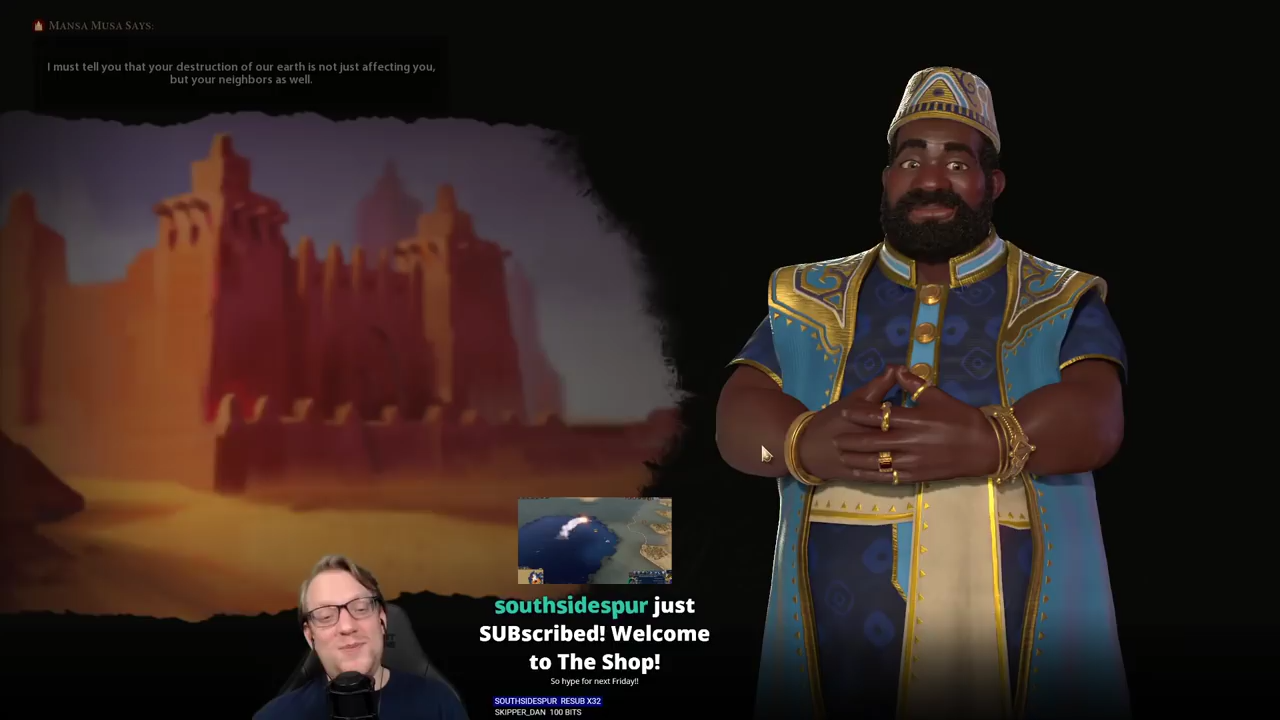 Mansa Musa Says:
I must tell you that your destruction of our earth is not just affecting you,
but your neighbors as well.
southsidespur just
SUBscribed! Welcome
to The Shop!
So hype for next Friday!!
SOUTHSIDESPUR RESUB X32
SKIPPER_DAN 100 BITS